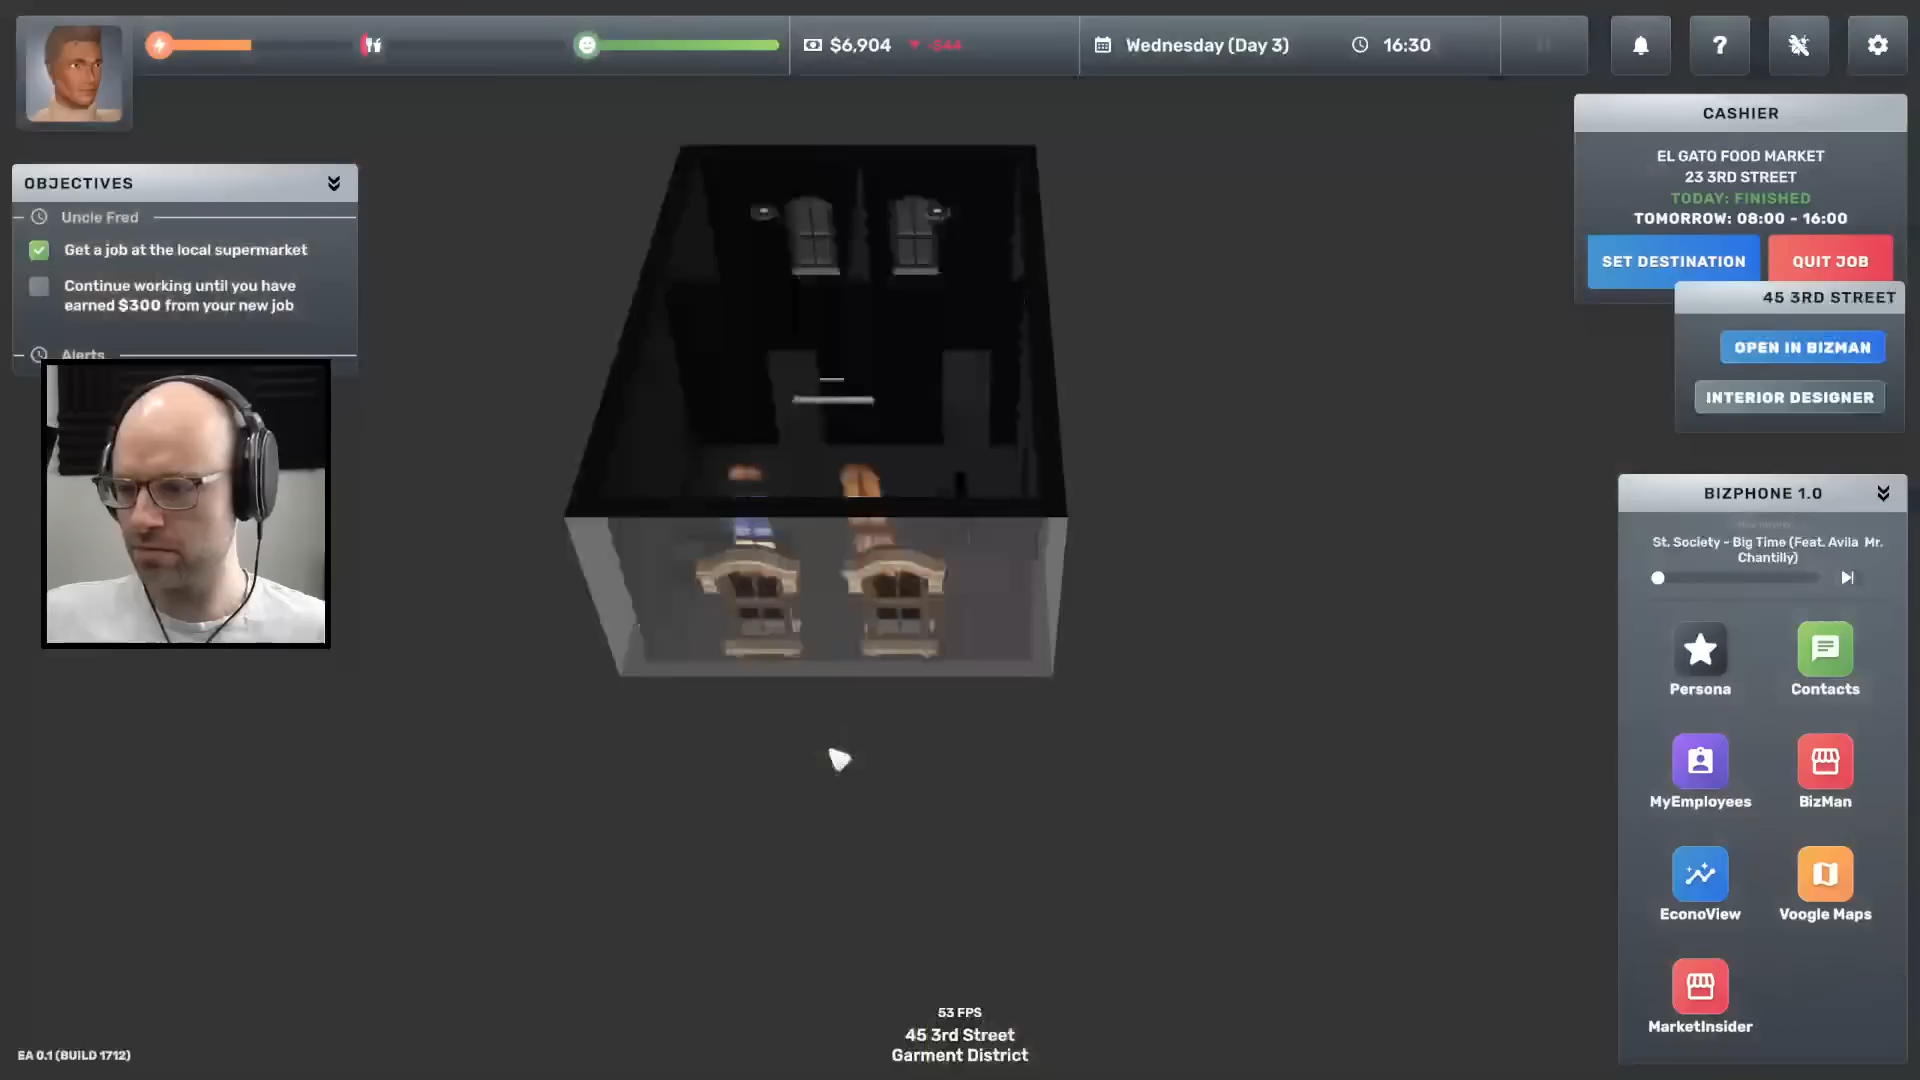 $6,904
-$44
Wednesday (Day 3)
16:30
?
CASHIER
EL GATO FOOD MARKET
23 3RD STREET
TODAY: FINISHED
TOMORROW: 08:00 - 16:00
SET DESTINATION
QUIT JOB
45 3RD STREET
OPEN IN BIZMAN
INTERIOR DESIGNER
OBJECTIVES
Uncle Fred
Get a job at the local supermarket
Continue working until you have
earned $300 from your new job
Alerts
BIZPHONE 1.0
St. Society - Big Time (Feat. Avila Mr.
Chantilly)
Persona
Contacts
MyEmployees
BizMan
EconoView
Voogle Maps
MarketInsider
53 FPS
45 3rd Street
Garment District
EA 0.1 (BUILD 1712)